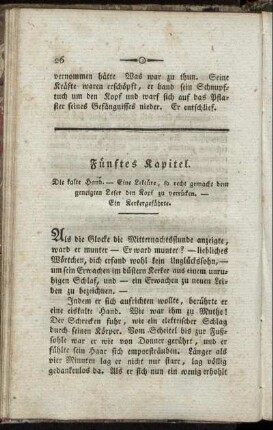 26
vernommen hätte Was war zu thun. Seine
Kräfte waren erschöpft, er band sein Schnupf-
tuch um den Kopf und warf sich auf das Pfla-
ster seines Gefängnisses nieder. Er entschlief.
Fünftes Kapitel.
Die kalte Hand. — Eine Lektüre, so recht gemacht dem
geneigten Leser den Kopf zu verrücken. —
Ein Kerkergefährte.
Als die Glocke die Mitternachtsstunde anzeigte,
ward er munter — Er ward munter? — liebliches
Wörtchen, dich erfand wohl kein Unglückssohn, —
um sein Erwachen im düstern Kerker aus einem unru-
higen Schlaf, und — ein Erwachen zu neuen Lei-
den zu bezeichnen. —
Indem er sich aufrichten wollte, berührte er
eine eiskalte Hand. Wie war ihm zu Muthe!
Der Schrecken fuhr, wie ein elektrischer Schlag
durch seinen Körper. Vom Scheitel bis zur Fuß-
sohle war er wie von Donner gerührt, und er
fühlte sein Haar sich emporsträuben. Länger als
vier Minuten lag er nicht recht lang, lag völlig
gedankenlos da. Als er sich nun ein wenig erhohlt